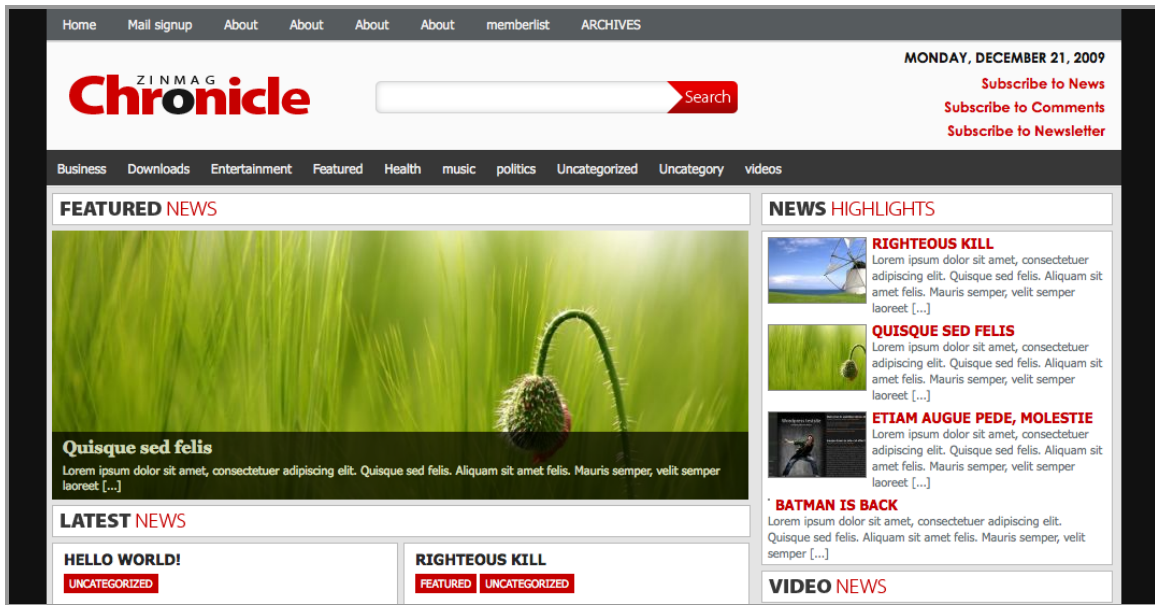 Home Mail signup About About About About memberlist ARCHIVES
ZINMAG
Chronicle
Search
MONDAY, DECEMBER 21, 2009
Subscribe to News
Subscribe to Comments
Subscribe to Newsletter
Business Downloads Entertainment Featured Health music politics Uncategorized Uncategory videos
FEATURED NEWS
Quisque sed felis
Lorem ipsum dolor sit amet, consectetuer adipiscing elit. Quisque sed felis. Aliquam sit amet felis. Mauris semper, velit semper
laoreet [...]
LATEST NEWS
HELLO WORLD!
UNCATEGORIZED
RIGHTEOUS KILL
FEATURED UNCATEGORIZED
NEWS HIGHLIGHTS
RIGHTEOUS KILL
Lorem ipsum dolor sit amet, consectetuer
adipiscing elit. Quisque sed felis. Aliquam sit
amet felis. Mauris semper, velit semper
laoreet [...]
QUISQUE SED FELIS
Lorem ipsum dolor sit amet, consectetuer
adipiscing elit. Quisque sed felis. Aliquam sit
amet felis. Mauris semper, velit semper
laoreet [...]
ETIAM AUGUE PEDE, MOLESTIE
Lorem ipsum dolor sit amet, consectetuer
adipiscing elit. Quisque sed felis. Aliquam sit
amet felis. Mauris semper, velit semper
laoreet [...]
BATMAN IS BACK
Lorem ipsum dolor sit amet, consectetuer adipiscing elit.
Quisque sed felis. Aliquam sit amet felis. Mauris semper, velit
semper [...]
VIDEO NEWS